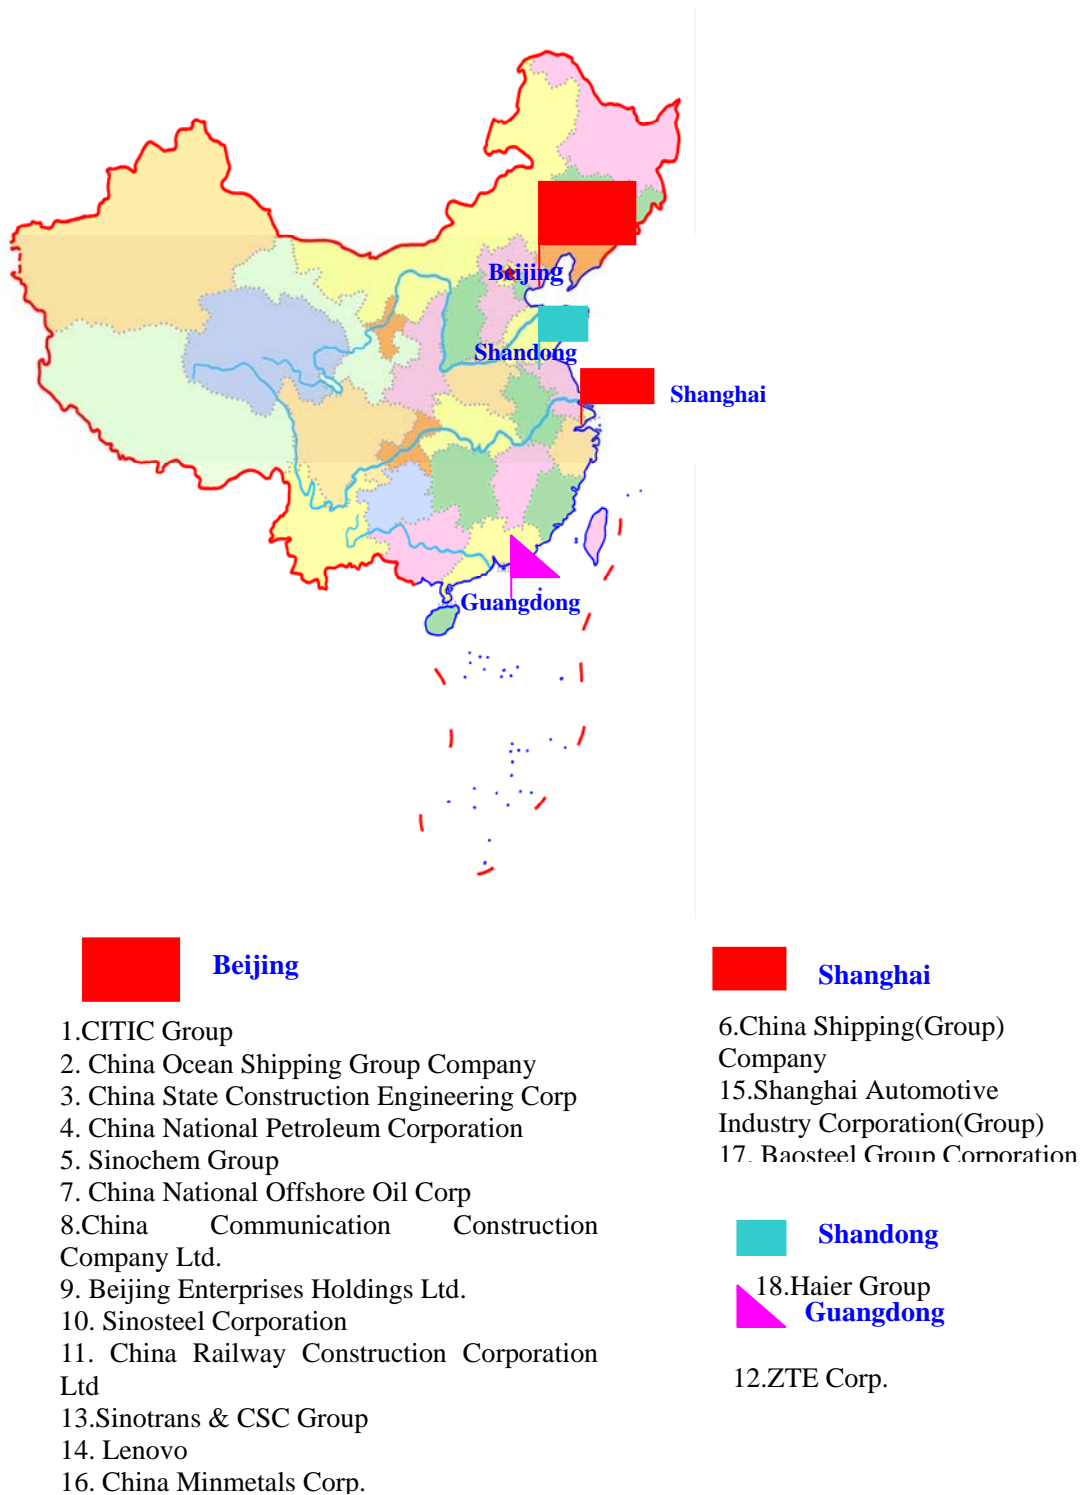 Beijing
Shandong
Shanghai
Guangdong
Beijing
1.CITIC Group
2. China Ocean Shipping Group Company
3. China State Construction Engineering Corp
4. China National Petroleum Corporation
5. Sinochem Group
7. China National Offshore Oil Corp
8.China Communication Construction
Company Ltd.
9. Beijing Enterprises Holdings Ltd.
10. Sinosteel Corporation
11. China Railway Construction Corporation
Ltd
13.Sinotrans & CSC Group
14. Lenovo
16. China Minmetals Corp.
Shanghai
6.China Shipping(Group)
Company
15.Shanghai Automotive
Industry Corporation(Group)
17. Baosteel Group Corporation
Shandong
18.Haier Group
Guangdong
12.ZTE Corp.